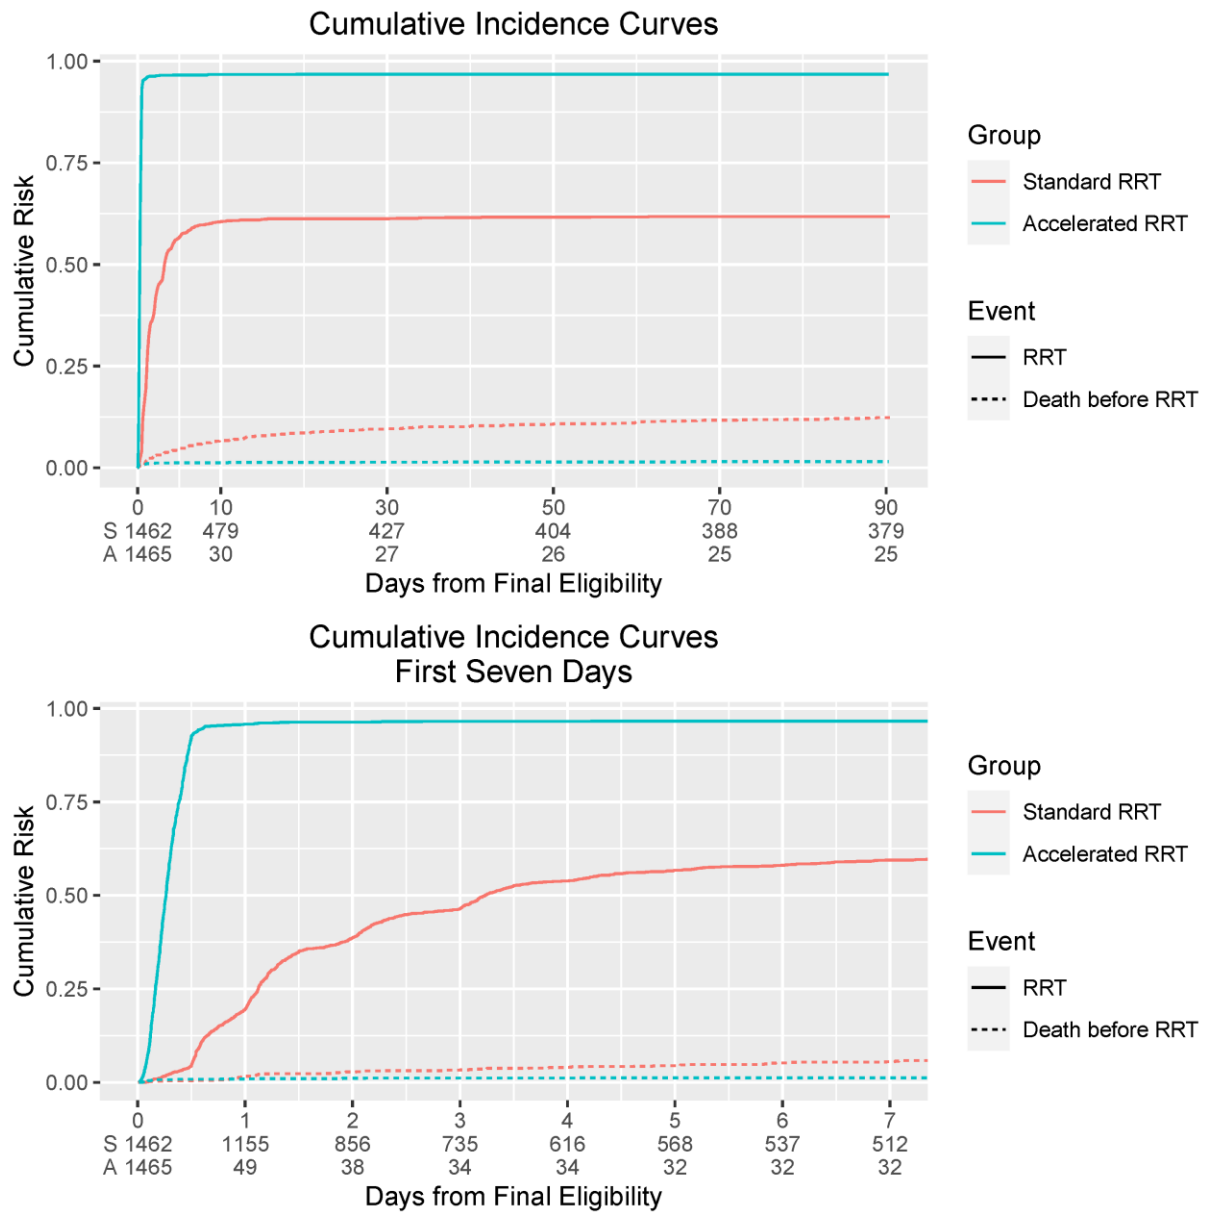 Cumulative Incidence Curves
1.00
0.75
0.50
0.25
0.00
Cumulative Risk
0 10 30 50 70 90
S 1462 479 427 404 388 379
A 1465 30 27 26 25 25
Days from Final Eligibility
Group
Standard RRT
Accelerated RRT
Event
RRT
Death before RRT
Cumulative Incidence Curves
First Seven Days
1.00
0.75
0.50
0.25
0.00
Cumulative Risk
0 1 2 3 4 5 6 7
S 1462 1155 856 735 616 568 537 512
A 1465 49 38 34 34 32 32 32
Days from Final Eligibility
Group
Standard RRT
Accelerated RRT
Event
RRT
Death before RRT